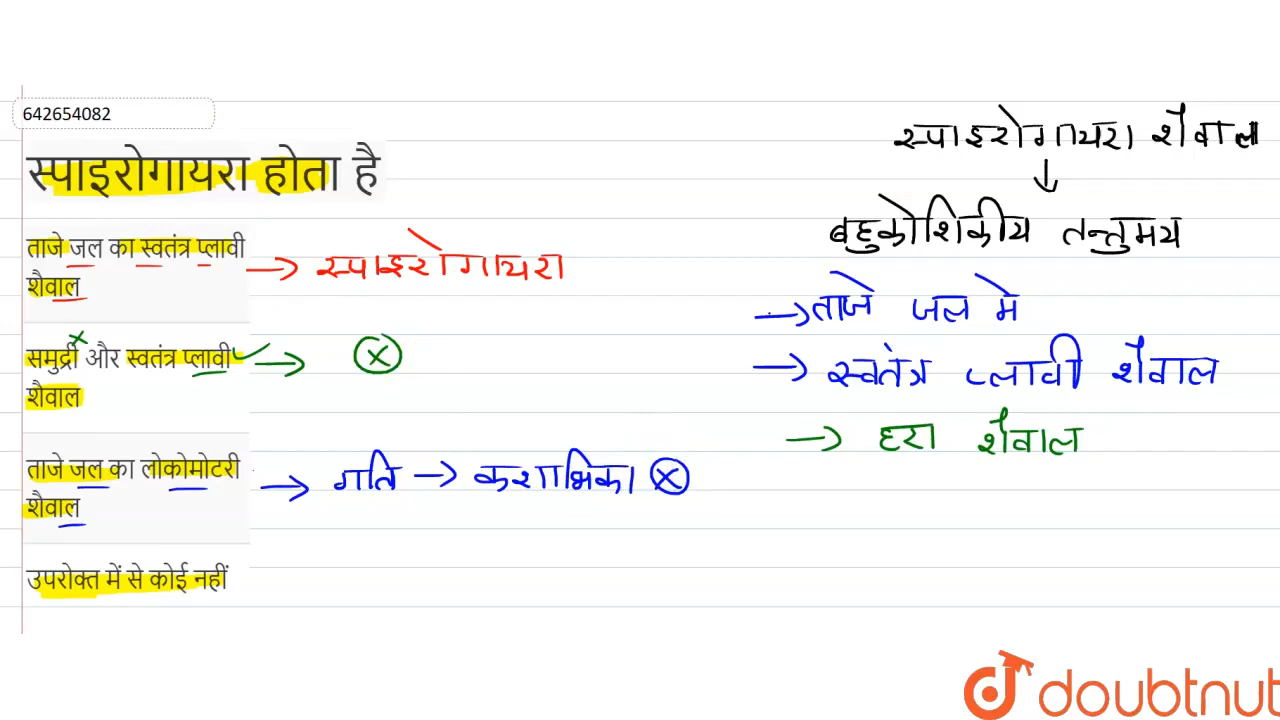 642654082
स्पाइरोगायरा होता है
ताजे जल का स्वतंत्र प्लावी
शैवाल
→ स्पाइरोगायरा
समुद्री और स्वतंत्र प्लावी
शैवाल
ताजे जल का लोकोमोटरी
शैवाल
→ गति → कशाभिका
उपरोक्त में से कोई नहीं
स्पाइरोगायरा शैवाल
↓
बहुकोशिकीय तन्तुमय
→ ताजे जल मे
→ स्वतंत्र प्लावी शैवाल
→ हरा शैवाल
doubtnut